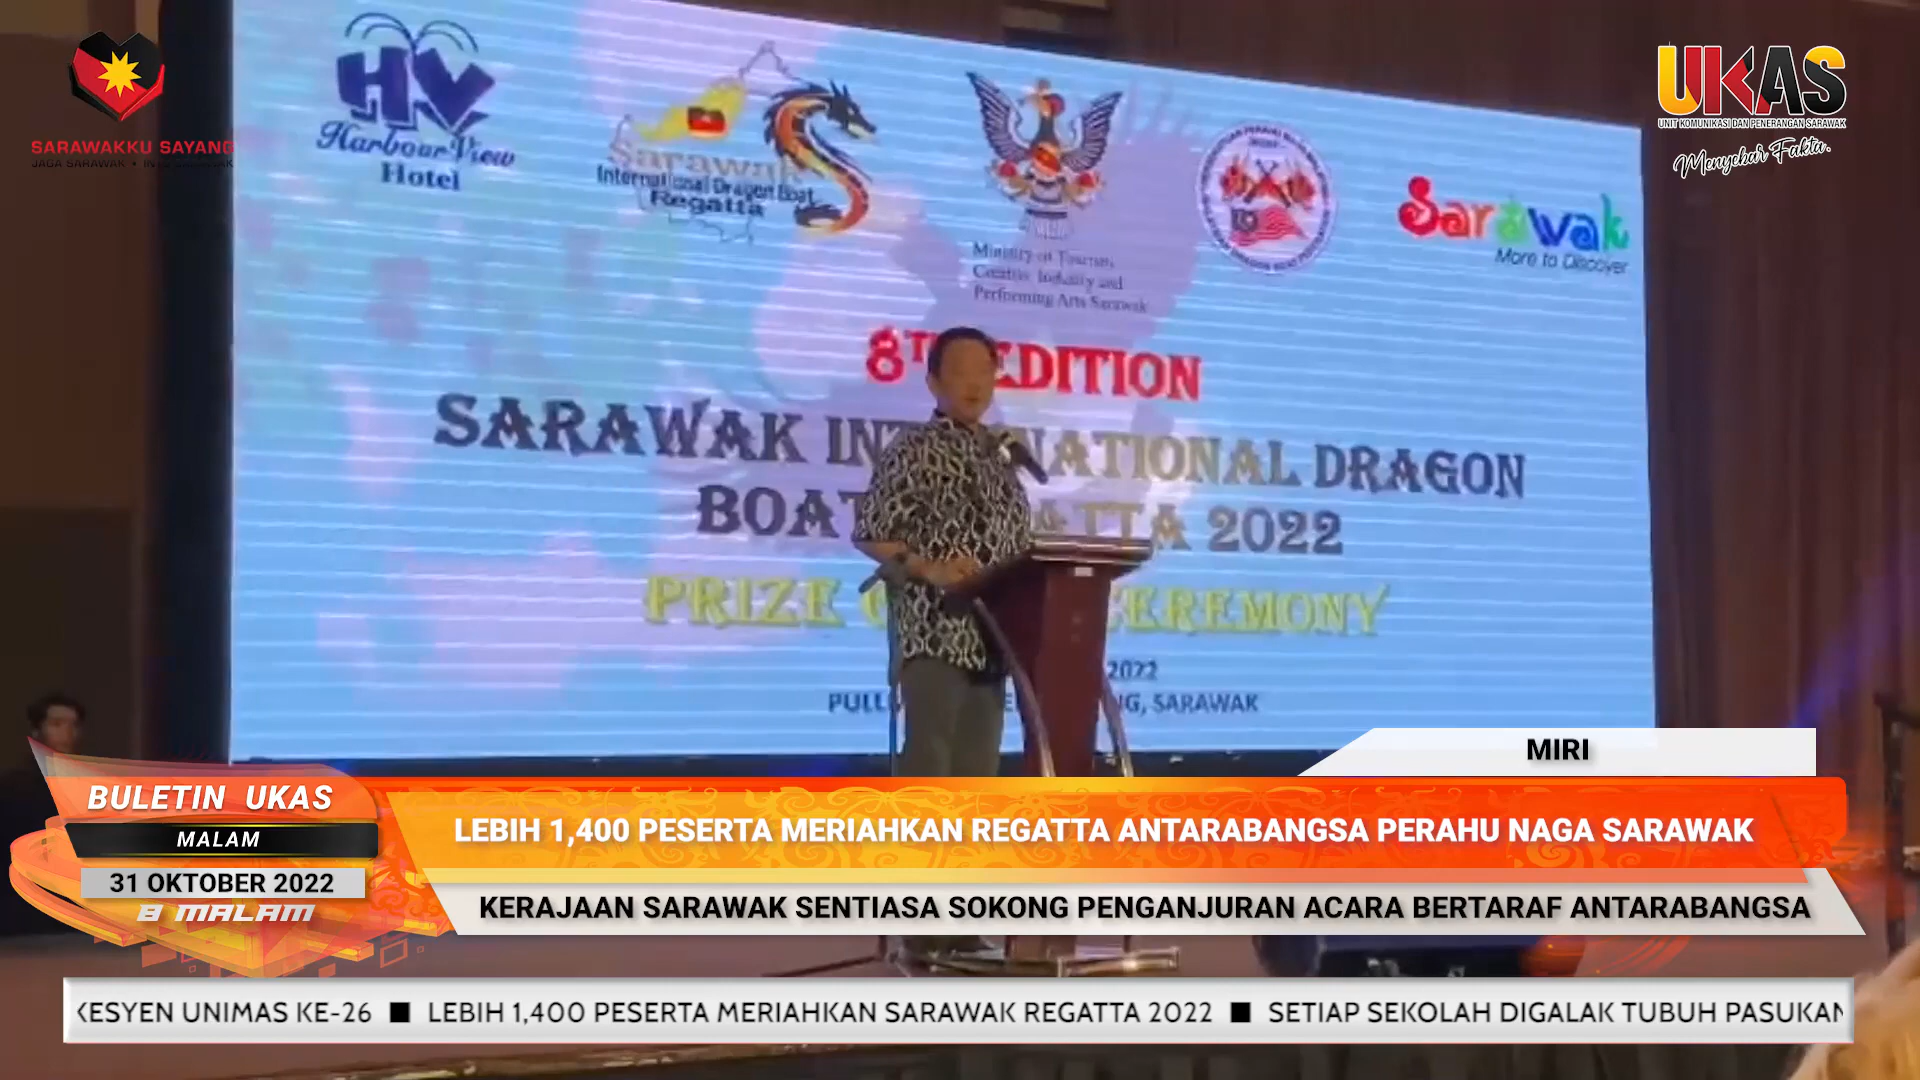 SARAWAKKU SAYANG
HV
HarbourView
Hotel
Sarawak
International Dragon Boat
Regatta
Ministry of Tourism,
Creative Industry and
Performing Arts Sarawak
Sarawak
More to Discover
UKAS
UNIT KOMUNIKASI DAN PENERANGAN SARAWAK
Menyebar Fakta.
8TH EDITION
SARAWAK INTERNATIONAL DRAGON
BOAT REGATTA 2022
PRIZE CEREMONY
2022
SARAWAK
MIRI
BULETIN UKAS
MALAM
31 OKTOBER 2022
8 MALAM
LEBIH 1,400 PESERTA MERIAHKAN REGATTA ANTARABANGSA PERAHU NAGA SARAWAK
KERAJAAN SARAWAK SENTIASA SOKONG PENGANJURAN ACARA BERTARAF ANTARABANGSA
KESYEN UNIMAS KE-26 ■ LEBIH 1,400 PESERTA MERIAHKAN SARAWAK REGATTA 2022 ■ SETIAP SEKOLAH DIGALAK TUBUH PASUKAN